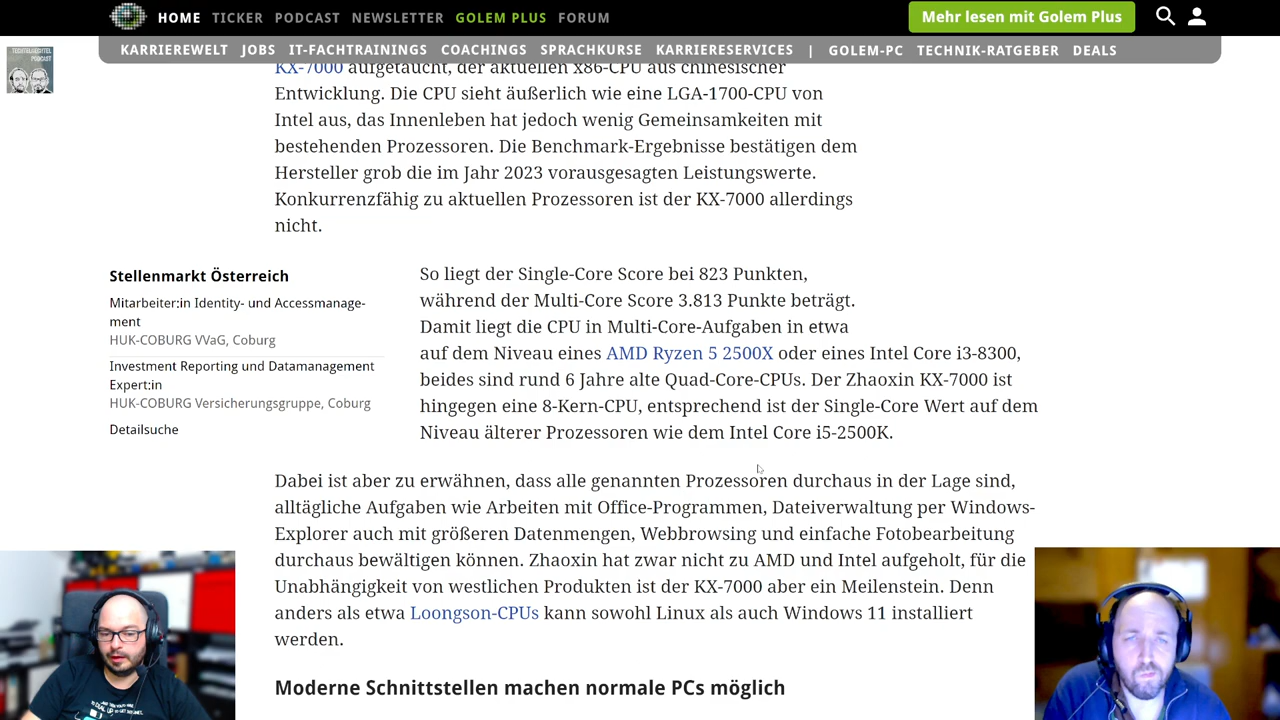 HOME TICKER PODCAST NEWSLETTER GOLEM PLUS FORUM
Mehr lesen mit Golem Plus
KARRIEREWELT JOBS IT-FACHTRAININGS COACHINGS SPRACHKURSE KARRIERESERVICES | GOLEM-PC TECHNIK-RATGEBER DEALS
PODCAST
KX-7000 aufgetaucht, der aktuellen x86-CPU aus chinesischer
Entwicklung. Die CPU sieht äußerlich wie eine LGA-1700-CPU von
Intel aus, das Innenleben hat jedoch wenig Gemeinsamkeiten mit
bestehenden Prozessoren. Die Benchmark-Ergebnisse bestätigen dem
Hersteller grob die im Jahr 2023 vorausgesagten Leistungswerte.
Konkurrenzfähig zu aktuellen Prozessoren ist der KX-7000 allerdings
nicht.
Stellenmarkt Österreich
Mitarbeiter:in Identity- und Accessmanage-
ment
HUK-COBURG VVaG, Coburg
Investment Reporting und Datamanagement
Expert:in
HUK-COBURG Versicherungsgruppe, Coburg
Detailsuche
So liegt der Single-Core Score bei 823 Punkten,
während der Multi-Core Score 3.813 Punkte beträgt.
Damit liegt die CPU in Multi-Core-Aufgaben in etwa
auf dem Niveau eines AMD Ryzen 5 2500X oder eines Intel Core i3-8300,
beides sind rund 6 Jahre alte Quad-Core-CPUs. Der Zhaoxin KX-7000 ist
hingegen eine 8-Kern-CPU, entsprechend ist der Single-Core Wert auf dem
Niveau älterer Prozessoren wie dem Intel Core i5-2500K.
Dabei ist aber zu erwähnen, dass alle genannten Prozessoren durchaus in der Lage sind,
alltägliche Aufgaben wie Arbeiten mit Office-Programmen, Dateiverwaltung per Windows-
Explorer auch mit größeren Datenmengen, Webbrowsing und einfache Fotobearbeitung
durchaus bewältigen können. Zhaoxin hat zwar nicht zu AMD und Intel aufgeholt, für die
Unabhängigkeit von westlichen Produkten ist der KX-7000 aber ein Meilenstein. Denn
anders als etwa Loongson-CPUs kann sowohl Linux als auch Windows 11 installiert
werden.
Moderne Schnittstellen machen normale PCs möglich